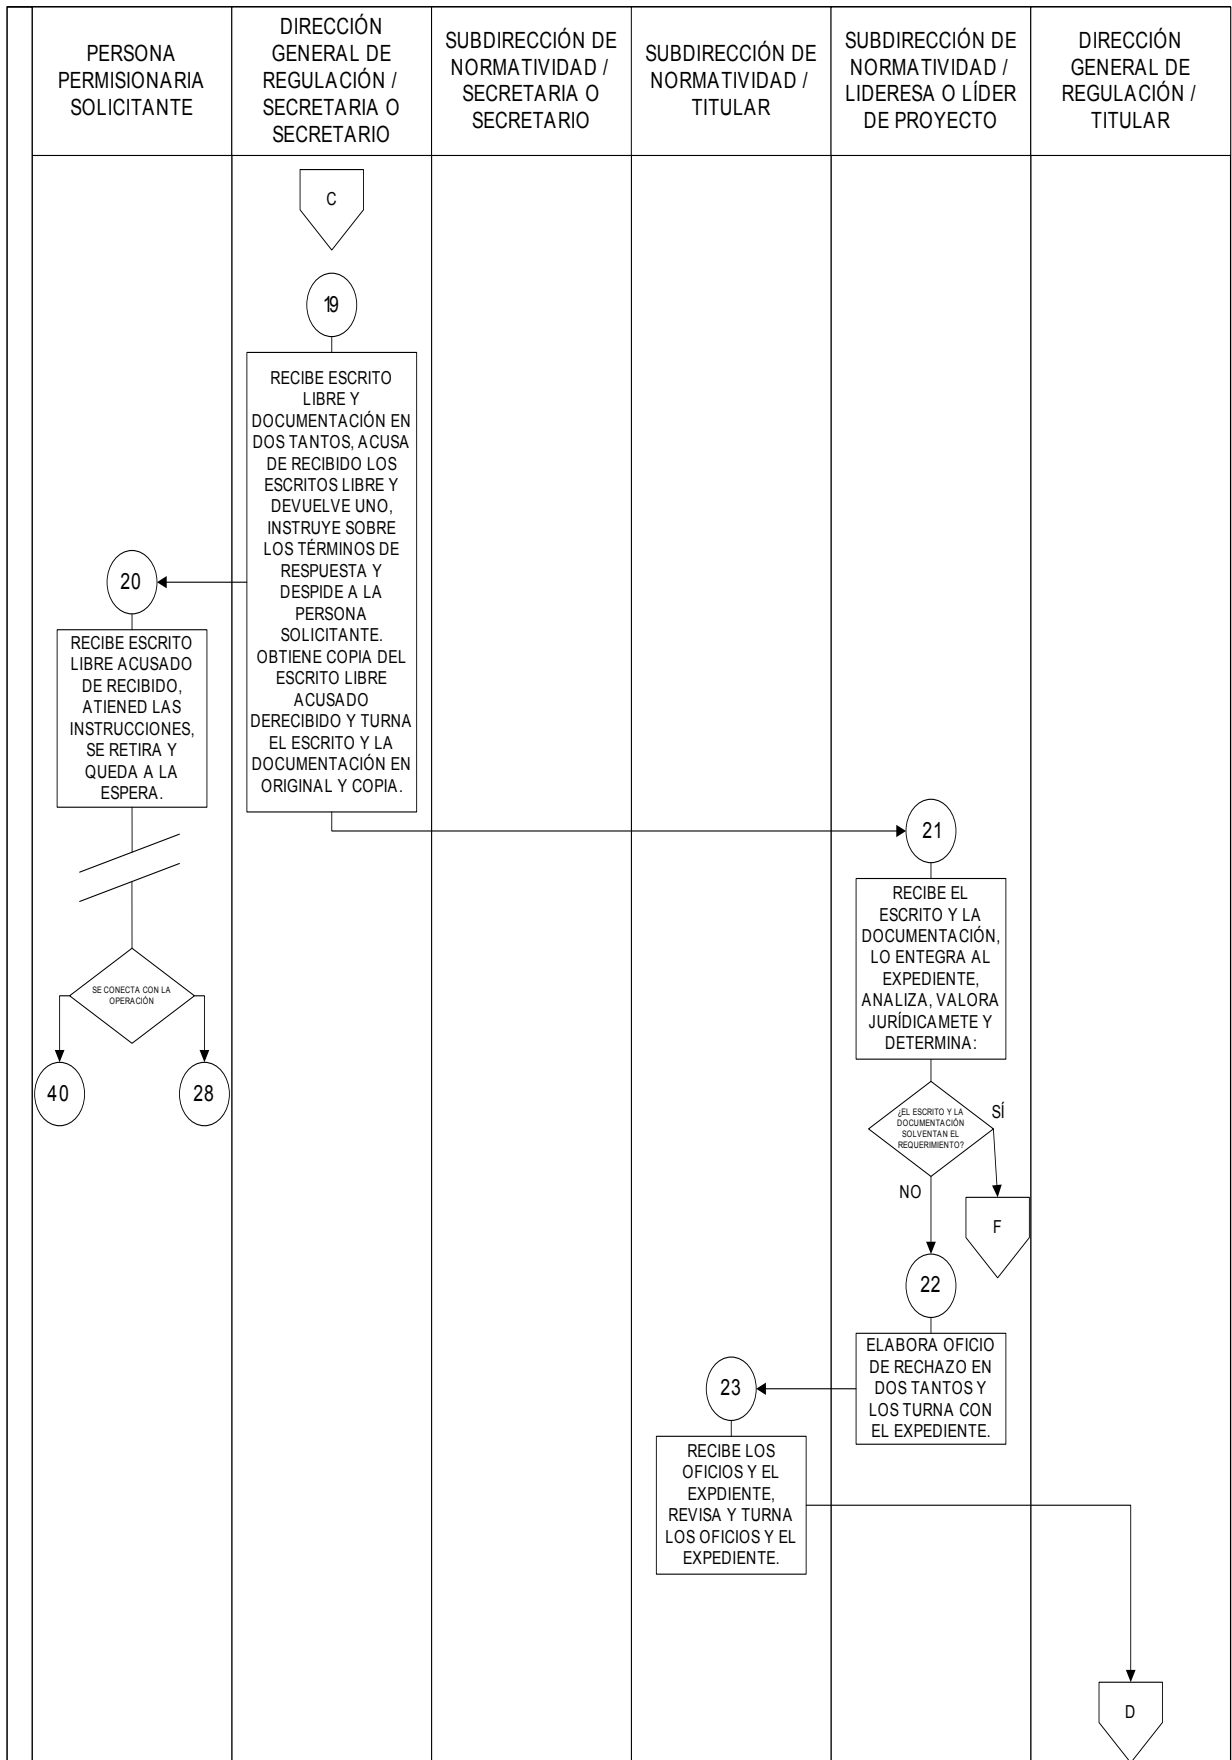 PERSONA
PERMISIONARIA
SOLICITANTE
DIRECCIÓN
GENERAL DE
REGULACIÓN /
SECRETARIA O
SECRETARIO
SUBDIRECCIÓN DE
NORMATIVIDAD /
SECRETARIA O
SECRETARIO
SUBDIRECCIÓN DE
NORMATIVIDAD /
TITULAR
SUBDIRECCIÓN DE
NORMATIVIDAD /
LIDERESA O LÍDER
DE PROYECTO
DIRECCIÓN
GENERAL DE
REGULACIÓN /
TITULAR
C
19
RECIBE ESCRITO
LIBRE Y
DOCUMENTACIÓN EN
DOS TANTOS, ACUSA
DE RECIBIDO LOS
ESCRITOS LIBRE Y
DEVUELVE UNO,
INSTRUYE SOBRE
LOS TÉRMINOS DE
RESPUESTA Y
DESPIDE A LA
PERSONA
SOLICITANTE.
OBTIENE COPIA DEL
ESCRITO LIBRE
ACUSADO
DERECIBIDO Y TURNA
EL ESCRITO Y LA
DOCUMENTACIÓN EN
ORIGINAL Y COPIA.
20
RECIBE ESCRITO
LIBRE ACUSADO
DE RECIBIDO,
ATIENED LAS
INSTRUCCIONES,
SE RETIRA Y
QUEDA A LA
ESPERA.
SE CONECTA CON LA
OPERACIÓN
40
28
21
RECIBE EL
ESCRITO Y LA
DOCUMENTACIÓN,
LO ENTEGRA AL
EXPEDIENTE,
ANALIZA, VALORA
JURÍDICAMETE Y
DETERMINA:
¿EL ESCRITO Y LA
DOCUMENTACIÓN
SOLVENTAN EL
REQUERIMIENTO?
SÍ
NO
F
22
ELABORA OFICIO
DE RECHAZO EN
DOS TANTOS Y
LOS TURNA CON
EL EXPEDIENTE.
23
RECIBE LOS
OFICIOS Y EL
EXPDIENTE,
REVISA Y TURNA
LOS OFICIOS Y EL
EXPEDIENTE.
D